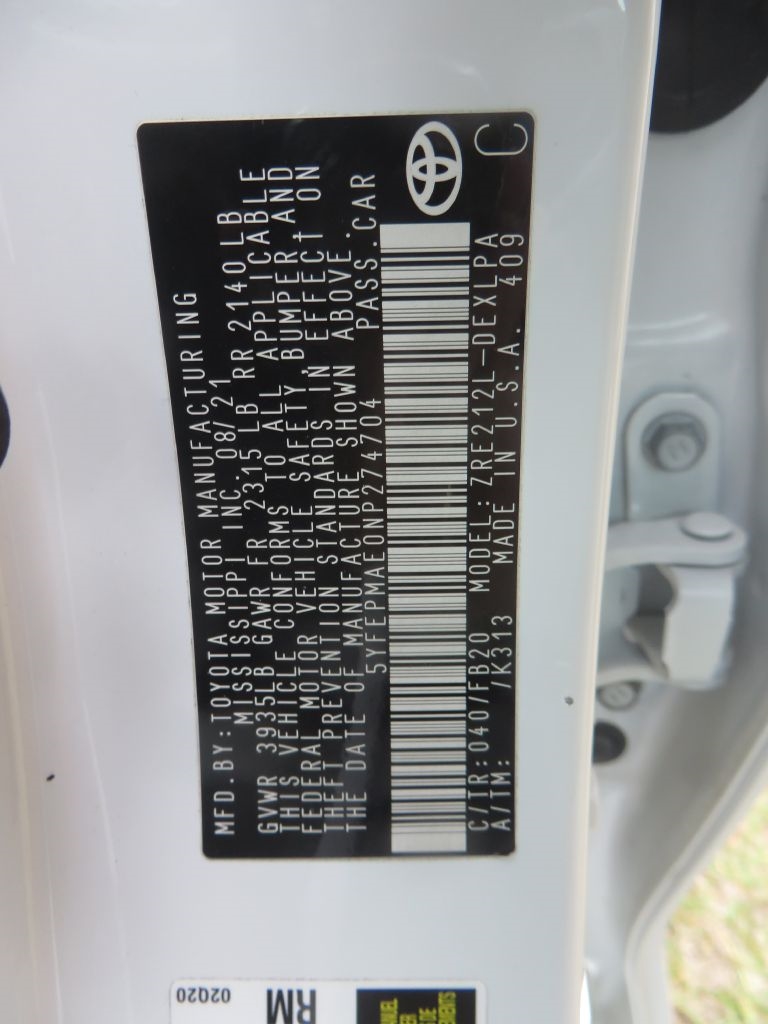 MFD.BY:TOYOTA MOTOR MANUFACTURING
MISSISSIPPI INC. 08/21
GVWR 3935LB GAWR FR 2315 LB RR 2140 LB
THIS VEHICLE CONFORMS TO ALL APPLICABLE
FEDERAL MOTOR VEHICLE SAFETY, BUMPER AND
THEFT PREVENTION STANDARDS IN EFFECT ON
THE DATE OF MANUFACTURE SHOWN ABOVE.
5YFEPMAE0NP274704 PASS.CAR
C/TR:040/FB20 MODEL:ZRE212L-DEXLPA
A/TM: /K313 MADE IN U.S.A. 409
C
02Q20
RM